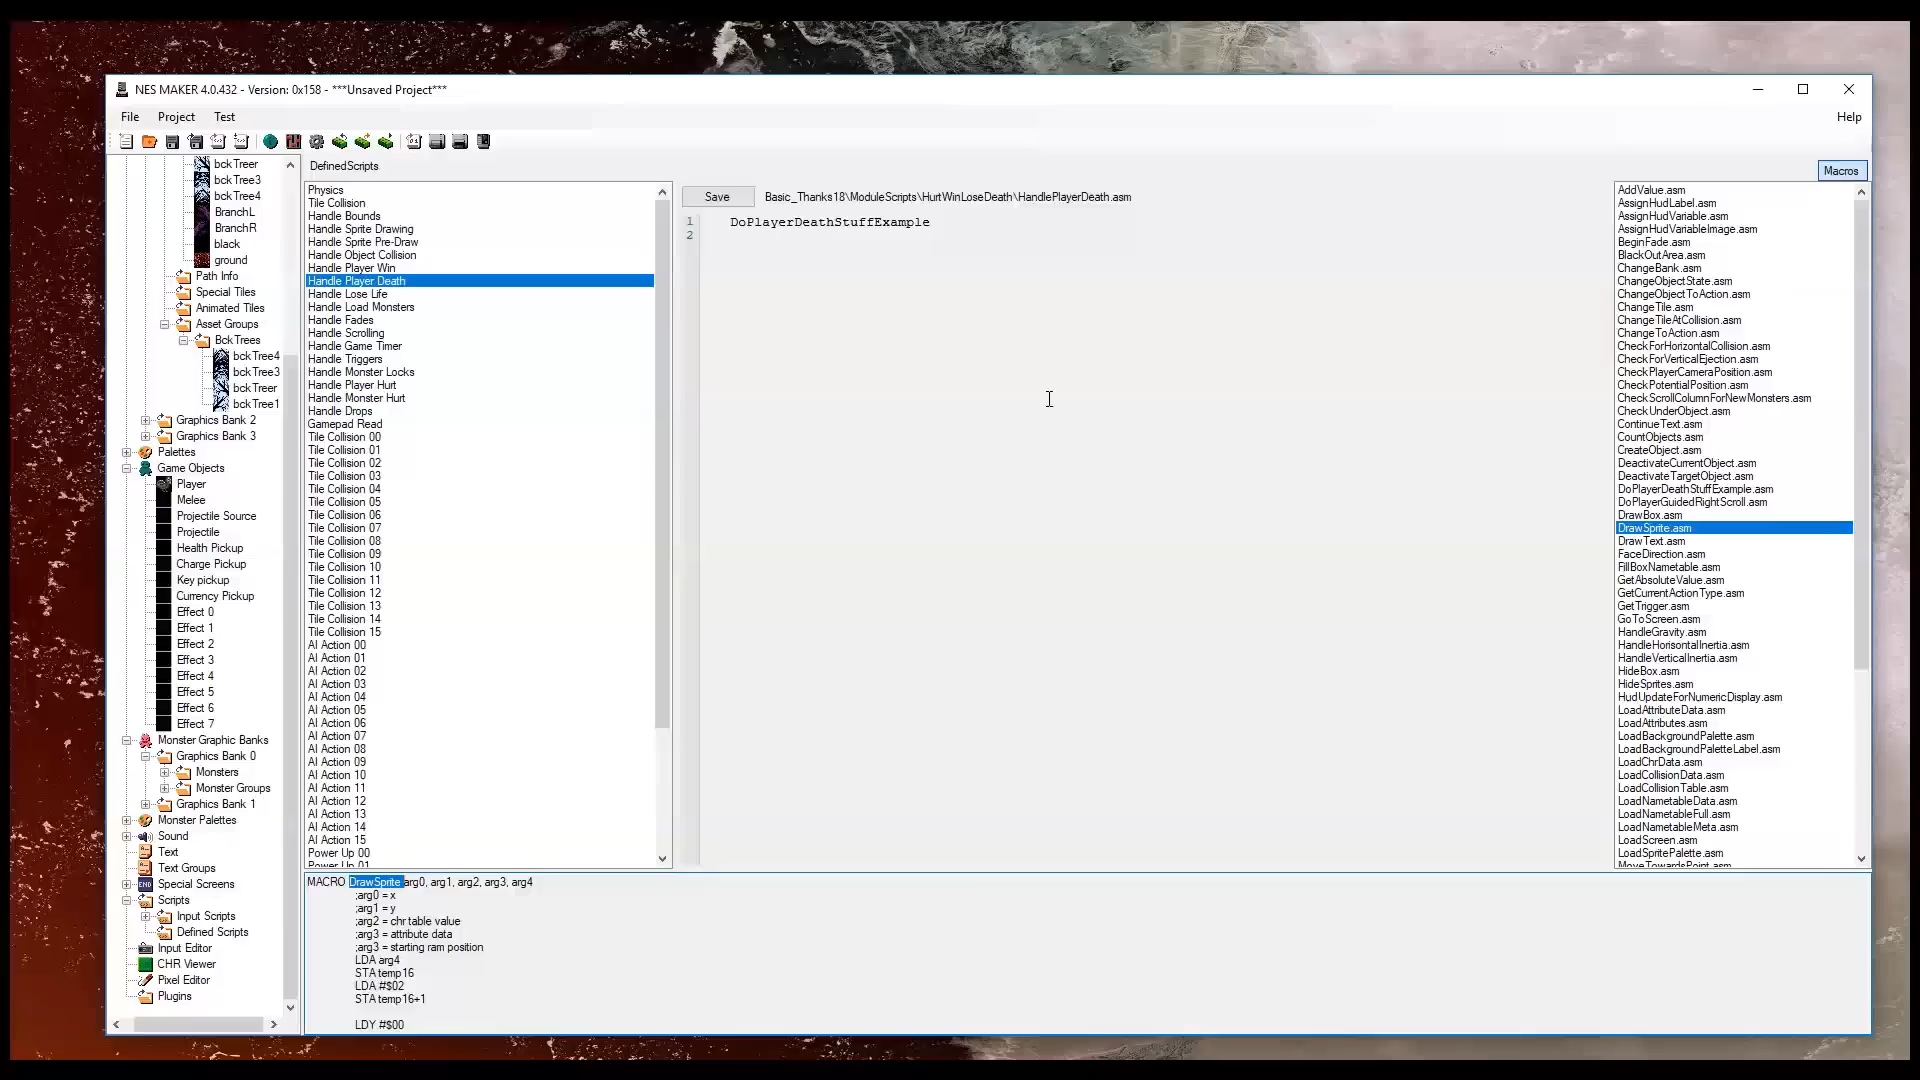 NES MAKER 4.0.432 - Version: 0x158 - ***Unsaved Project***
File Project Test Help
bckTreer
bckTree3
bckTree4
BranchL
BranchR
black
ground
Path Info
Special Tiles
Animated Tiles
Asset Groups
BckTrees
bckTree4
bckTree3
bckTreer
bckTree1
Graphics Bank 2
Graphics Bank 3
Palettes
Game Objects
Player
Melee
Projectile Source
Projectile
Health Pickup
Charge Pickup
Key pickup
Currency Pickup
Effect 0
Effect 1
Effect 2
Effect 3
Effect 4
Effect 5
Effect 6
Effect 7
Monster Graphic Banks
Graphics Bank 0
Monsters
Monster Groups
Graphics Bank 1
Monster Palettes
Sound
Text
Text Groups
Special Screens
Scripts
Input Scripts
Defined Scripts
Input Editor
CHR Viewer
Pixel Editor
Plugins
DefinedScripts
Physics
Tile Collision
Handle Bounds
Handle Sprite Drawing
Handle Sprite Pre-Draw
Handle Object Collision
Handle Player Win
Handle Player Death
Handle Lose Life
Handle Load Monsters
Handle Fades
Handle Scrolling
Handle Game Timer
Handle Triggers
Handle Monster Locks
Handle Player Hurt
Handle Monster Hurt
Handle Drops
Gamepad Read
Tile Collision 00
Tile Collision 01
Tile Collision 02
Tile Collision 03
Tile Collision 04
Tile Collision 05
Tile Collision 06
Tile Collision 07
Tile Collision 08
Tile Collision 09
Tile Collision 10
Tile Collision 11
Tile Collision 12
Tile Collision 13
Tile Collision 14
Tile Collision 15
AI Action 00
AI Action 01
AI Action 02
AI Action 03
AI Action 04
AI Action 05
AI Action 06
AI Action 07
AI Action 08
AI Action 09
AI Action 10
AI Action 11
AI Action 12
AI Action 13
AI Action 14
AI Action 15
Power Up 00
Power Up 01
Save Basic_Thanks18\ModuleScripts\HurtWinLoseDeath\HandlePlayerDeath.asm
1 DoPlayerDeathStuffExample
2
Macros
AddValue.asm
AssignHudLabel.asm
AssignHudVariable.asm
AssignHudVariableImage.asm
BeginFade.asm
BlackOutArea.asm
ChangeBank.asm
ChangeObjectState.asm
ChangeObjectToAction.asm
ChangeTile.asm
ChangeTileAtCollision.asm
ChangeToAction.asm
CheckForHorizontalCollision.asm
CheckForVerticalEjection.asm
CheckPlayerCameraPosition.asm
CheckPotentialPosition.asm
CheckScrollColumnForNewMonsters.asm
CheckUnderObject.asm
ContinueText.asm
CountObjects.asm
CreateObject.asm
DeactivateCurrentObject.asm
DeactivateTargetObject.asm
DoPlayerDeathStuffExample.asm
DoPlayerGuidedRightScroll.asm
DrawBox.asm
DrawSprite.asm
DrawText.asm
FaceDirection.asm
FillBoxNametable.asm
GetAbsoluteValue.asm
GetCurrentActionType.asm
GetTrigger.asm
GoToScreen.asm
HandleGravity.asm
HandleHorisontalInertia.asm
HandleVerticalInertia.asm
HideBox.asm
HideSprites.asm
HudUpdateForNumericDisplay.asm
LoadAttributeData.asm
LoadAttributes.asm
LoadBackgroundPalette.asm
LoadBackgroundPaletteLabel.asm
LoadChrData.asm
LoadCollisionData.asm
LoadCollisionTable.asm
LoadNametableData.asm
LoadNametableFull.asm
LoadNametableMeta.asm
LoadScreen.asm
LoadSpritePalette.asm
MoveTowardsPoint.asm
MACRO DrawSprite arg0, arg1, arg2, arg3, arg4
;arg0 = x
;arg1 = y
;arg2 = chr table value
;arg3 = attribute data
;arg3 = starting ram position
LDA arg4
STA temp16
LDA #$02
STA temp16+1
LDY #$00